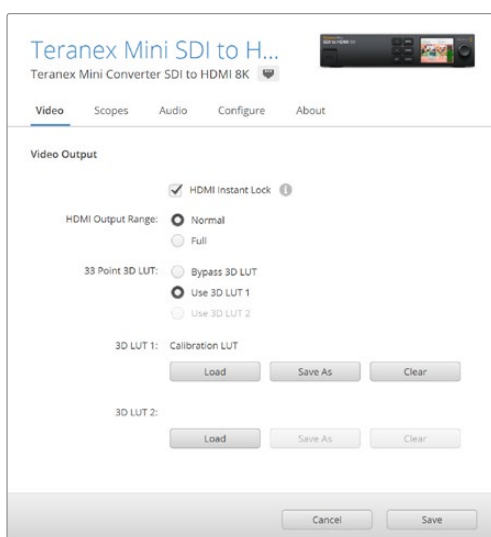 Teranex Mini SDI to H...
Teranex Mini Converter SDI to HDMI 8K
Video Scopes Audio Configure About
Video Output
HDMI Instant Lock
HDMI Output Range: Normal
Full
33 Point 3D LUT: Bypass 3D LUT
Use 3D LUT 1
Use 3D LUT 2
3D LUT 1: Calibration LUT
Load Save As Clear
3D LUT 2:
Load Save As Clear
Cancel Save